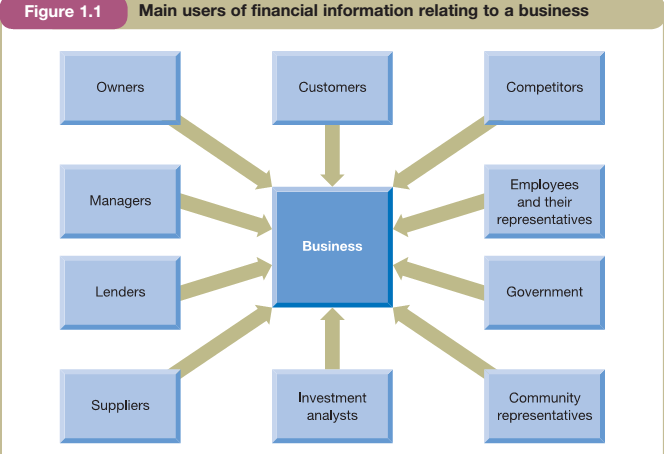 Figure 1.1 Main users of financial information relating to a business
Owners
Customers
Competitors
Managers
Employees
and their
representatives
Business
Lenders
Government
Suppliers
Investment
analysts
Community
representatives